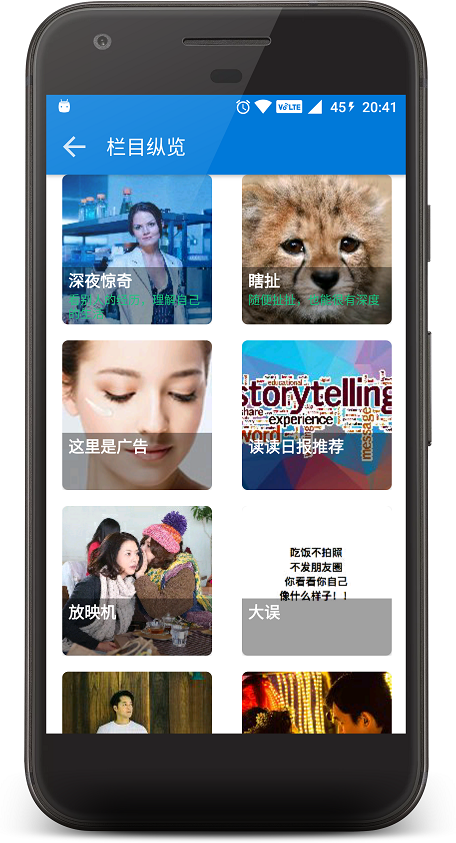 VoLTE 45 20:41
栏目纵览
深夜惊奇
看别人的经历，理解自己
的生活
瞎扯
随便扯扯，也能很有深度
这里是广告
educational
storytelling
share
experience
word
message
读读日报推荐
放映机
吃饭不拍照
不发朋友圈
你看看你自己
像什么样子！！
大误